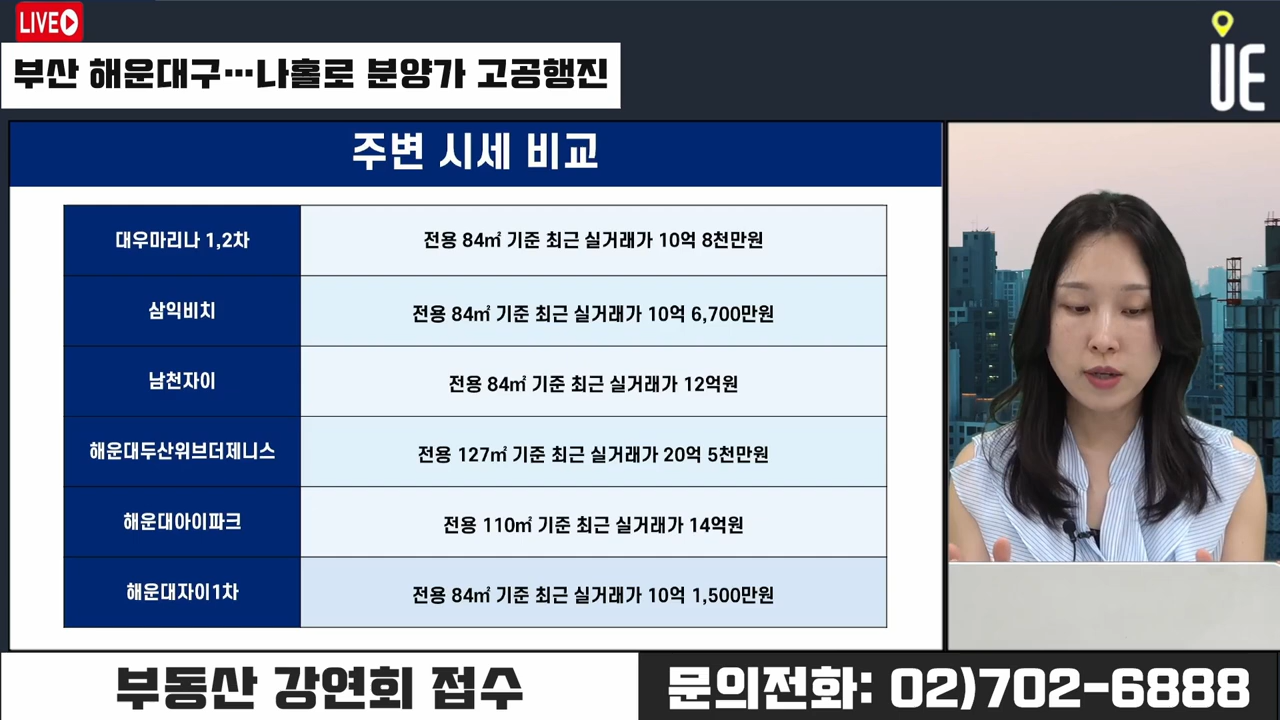 LIVE
부산 해운대구…나홀로 분양가 고공행진
UE
주변 시세 비교
대우마리나 1,2차
전용 84㎡ 기준 최근 실거래가 10억 8천만원
삼익비치
전용 84㎡ 기준 최근 실거래가 10억 6,700만원
남천자이
전용 84㎡ 기준 최근 실거래가 12억원
해운대두산위브더제니스
전용 127㎡ 기준 최근 실거래가 20억 5천만원
해운대아이파크
전용 110㎡ 기준 최근 실거래가 14억원
해운대자이1차
전용 84㎡ 기준 최근 실거래가 10억 1,500만원
부동산 강연회 접수
문의전화: 02)702-6888